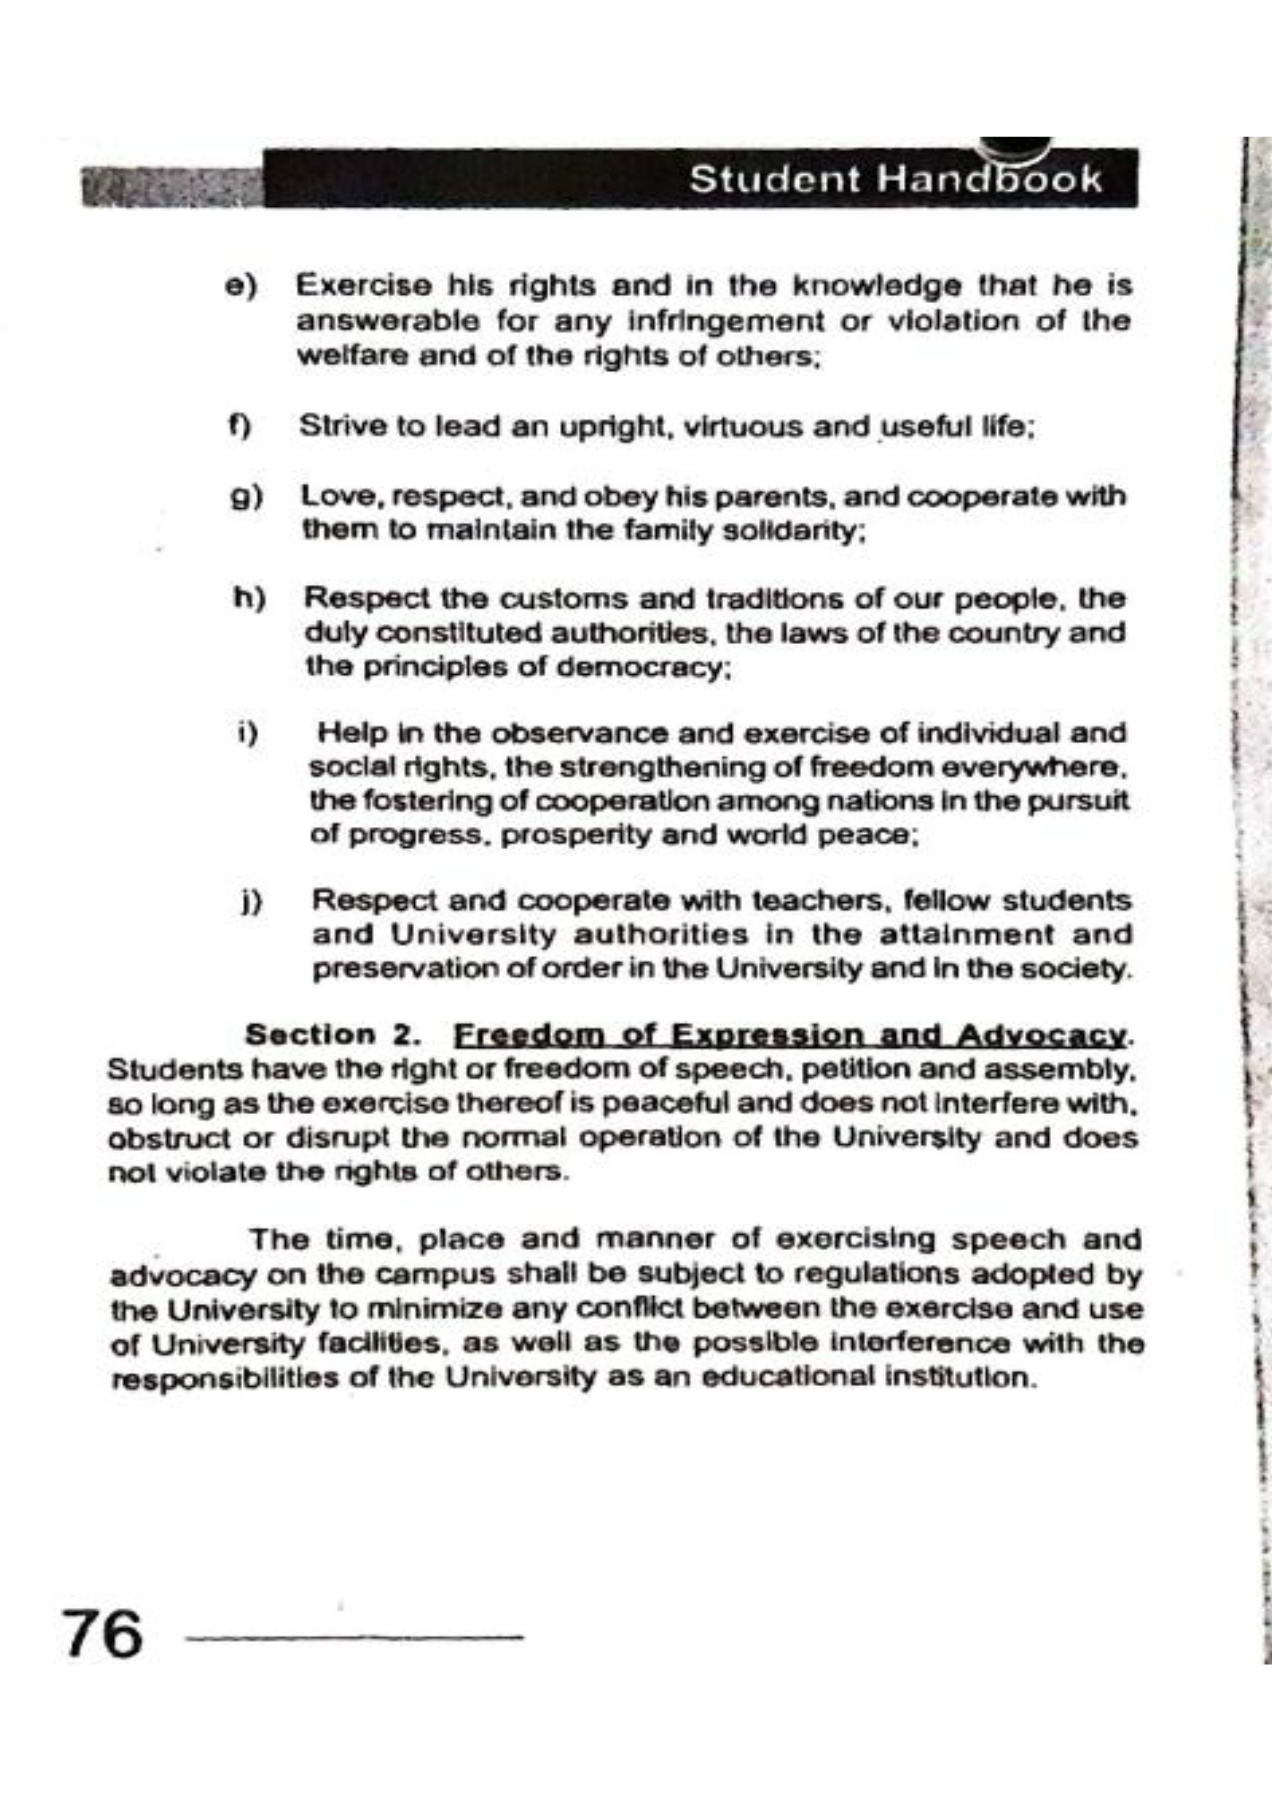 Student Handbook
e) Exercise his rights and in the knowledge that he is
answerable for any infringement or violation of the
welfare and of the rights of others;
f) Strive to lead an upright, virtuous and useful life;
g) Love, respect, and obey his parents, and cooperate with
them to maintain the family solidarity;
h) Respect the customs and traditions of our people, the
duly constituted authorities, the laws of the country and
the principles of democracy;
i) Help in the observance and exercise of individual and
social rights, the strengthening of freedom everywhere,
the fostering of cooperation among nations in the pursuit
of progress, prosperity and world peace;
j) Respect and cooperate with teachers, fellow students
and University authorities in the attainment and
preservation of order in the University and in the society.
Section 2. Freedom of Expression and Advocacy.
Students have the right or freedom of speech, petition and assembly,
so long as the exercise thereof is peaceful and does not interfere with,
obstruct or disrupt the normal operation of the University and does
not violate the rights of others.
The time, place and manner of exercising speech and
advocacy on the campus shall be subject to regulations adopted by
the University to minimize any conflict between the exercise and use
of University facilities, as well as the possible interference with the
responsibilities of the University as an educational institution.
76